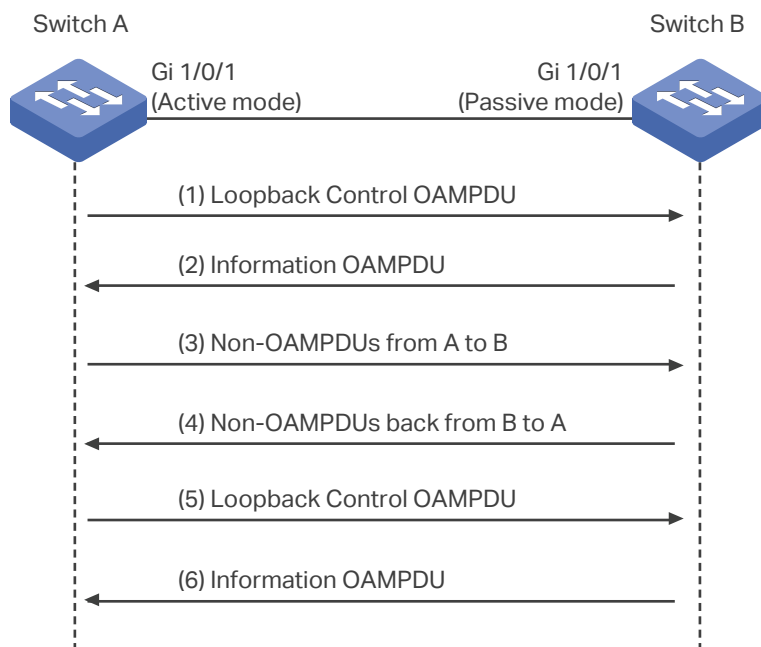 Switch A
Switch B
Gi 1/0/1
(Active mode)
Gi 1/0/1
(Passive mode)
(1) Loopback Control OAMPDU
(2) Information OAMPDU
(3) Non-OAMPDUs from A to B
(4) Non-OAMPDUs back from B to A
(5) Loopback Control OAMPDU
(6) Information OAMPDU